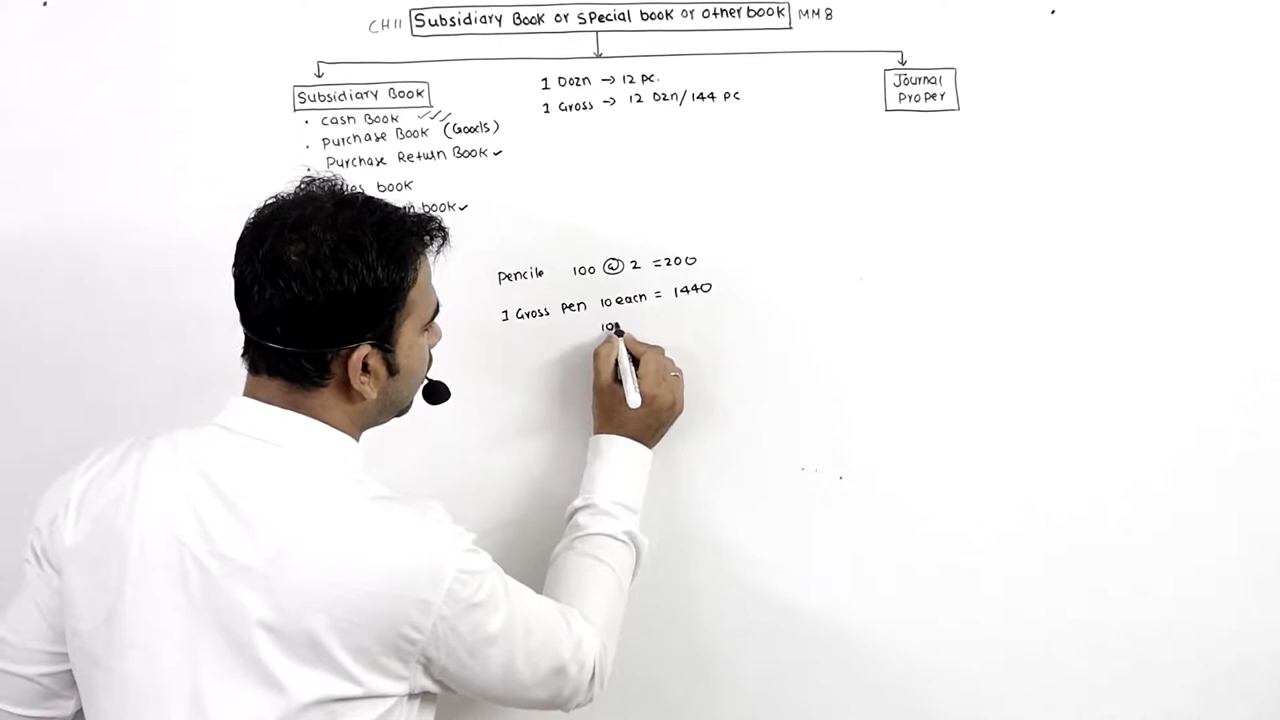 CH11 Subsidiary Book or Special book or other book MM8
Subsidiary Book
• Cash Book
• Purchase Book (Goods)
• Purchase Return Book
book
book
1 Dozn → 12 pc.
1 Gross → 12 Dzn/144 pc
Journal
Proper
Pencile 100 @ 2 = 200
1 Gross Pen 10 each = 1440